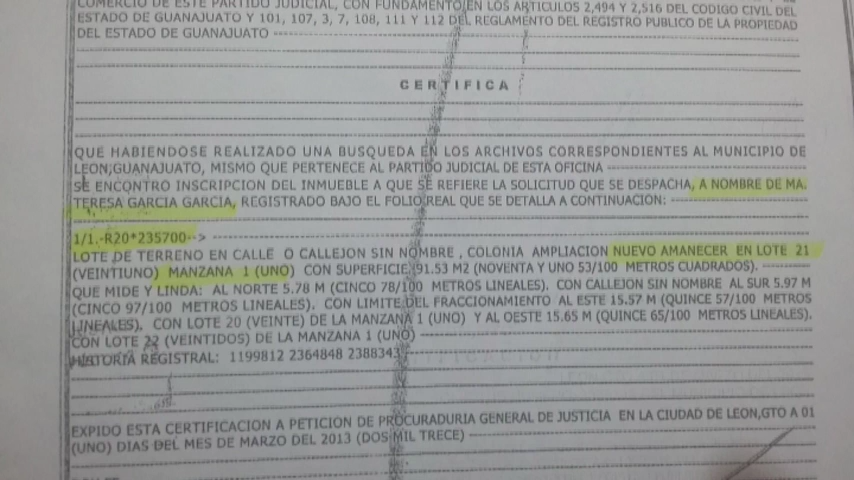 COMERCIO DE ESTE PARTIDO JUDICIAL, CON FUNDAMENTO EN LOS ARTICULOS 2,494 Y 2,516 DEL CODIGO CIVIL DEL
ESTADO DE GUANAJUATO Y 101, 107, 3, 7, 108, 111 Y 112 DEL REGLAMENTO DEL REGISTRO PUBLICO DE LA PROPIEDAD
DEL ESTADO DE GUANAJUATO
CERTIFICA
QUE HABIENDOSE REALIZADO UNA BUSQUEDA EN LOS ARCHIVOS CORRESPONDIENTES AL MUNICIPIO DE
LEON,GUANAJUATO, MISMO QUE PERTENECE AL PARTIDO JUDICIAL DE ESTA OFICINA
SE ENCONTRO INSCRIPCION DEL INMUEBLE A QUE SE REFIERE LA SOLICITUD QUE SE DESPACHA, A NOMBRE DE MA.
TERESA GARCIA GARCIA, REGISTRADO BAJO EL FOLIO REAL QUE SE DETALLA A CONTINUACION:
1/1.-R20*235700-->
LOTE DE TERRENO EN CALLE O CALLEJON SIN NOMBRE , COLONIA AMPLIACION NUEVO AMANECER EN LOTE 21
(VEINTIUNO) MANZANA 1 (UNO) CON SUPERFICIE 91.53 M2 (NOVENTA Y UNO 53/100 METROS CUADRADOS).
QUE MIDE Y LINDA: AL NORTE 5.78 M (CINCO 78/100 METROS LINEALES). CON CALLEJON SIN NOMBRE AL SUR 5.97 M
(CINCO 97/100 METROS LINEALES). CON LIMITE DEL FRACCIONAMIENTO AL ESTE 15.57 M (QUINCE 57/100 METROS
LINEALES). CON LOTE 20 (VEINTE) DE LA MANZANA 1 (UNO) Y AL OESTE 15.65 M (QUINCE 65/100 METROS LINEALES).
CON LOTE 22 (VEINTIDOS) DE LA MANZANA 1 (UNO)
HISTORIA REGISTRAL: 1199812 2364848 2388343
EXPIDO ESTA CERTIFICACION A PETICION DE PROCURADURIA GENERAL DE JUSTICIA EN LA CIUDAD DE LEON,GTO A 01
(UNO) DIAS DEL MES DE MARZO DEL 2013 (DOS MIL TRECE)